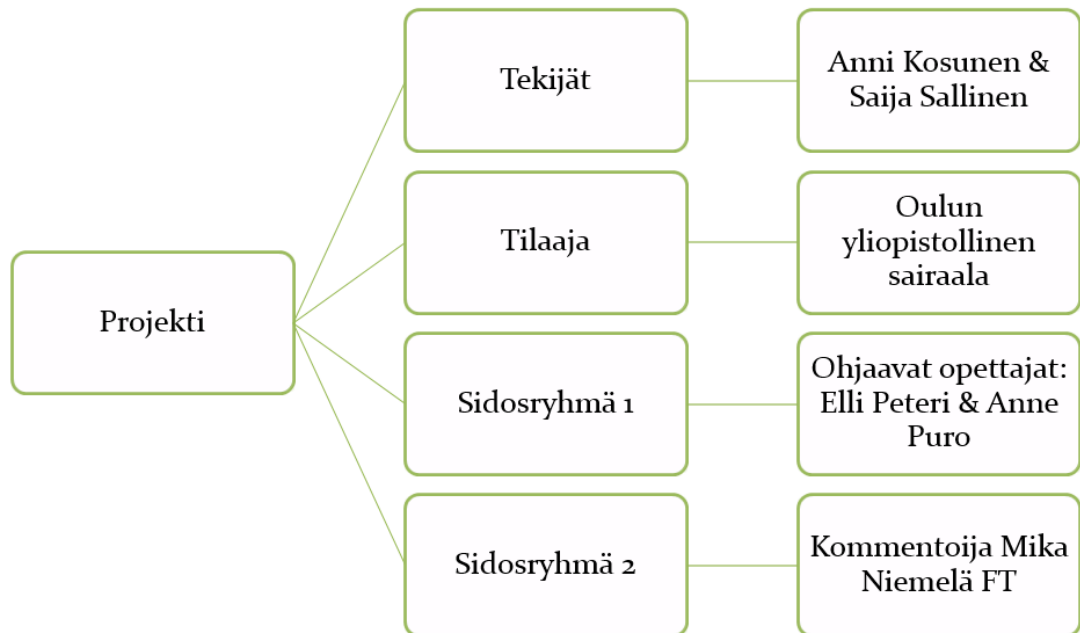 Projekti
Tekijät
Anni Kosunen &
Saija Sallinen
Tilaaja
Oulun
yliopistollinen
sairaala
Sidosryhmä 1
Ohjaavat opettajat:
Elli Peteri & Anne
Puro
Sidosryhmä 2
Kommentoija Mika
Niemelä FT